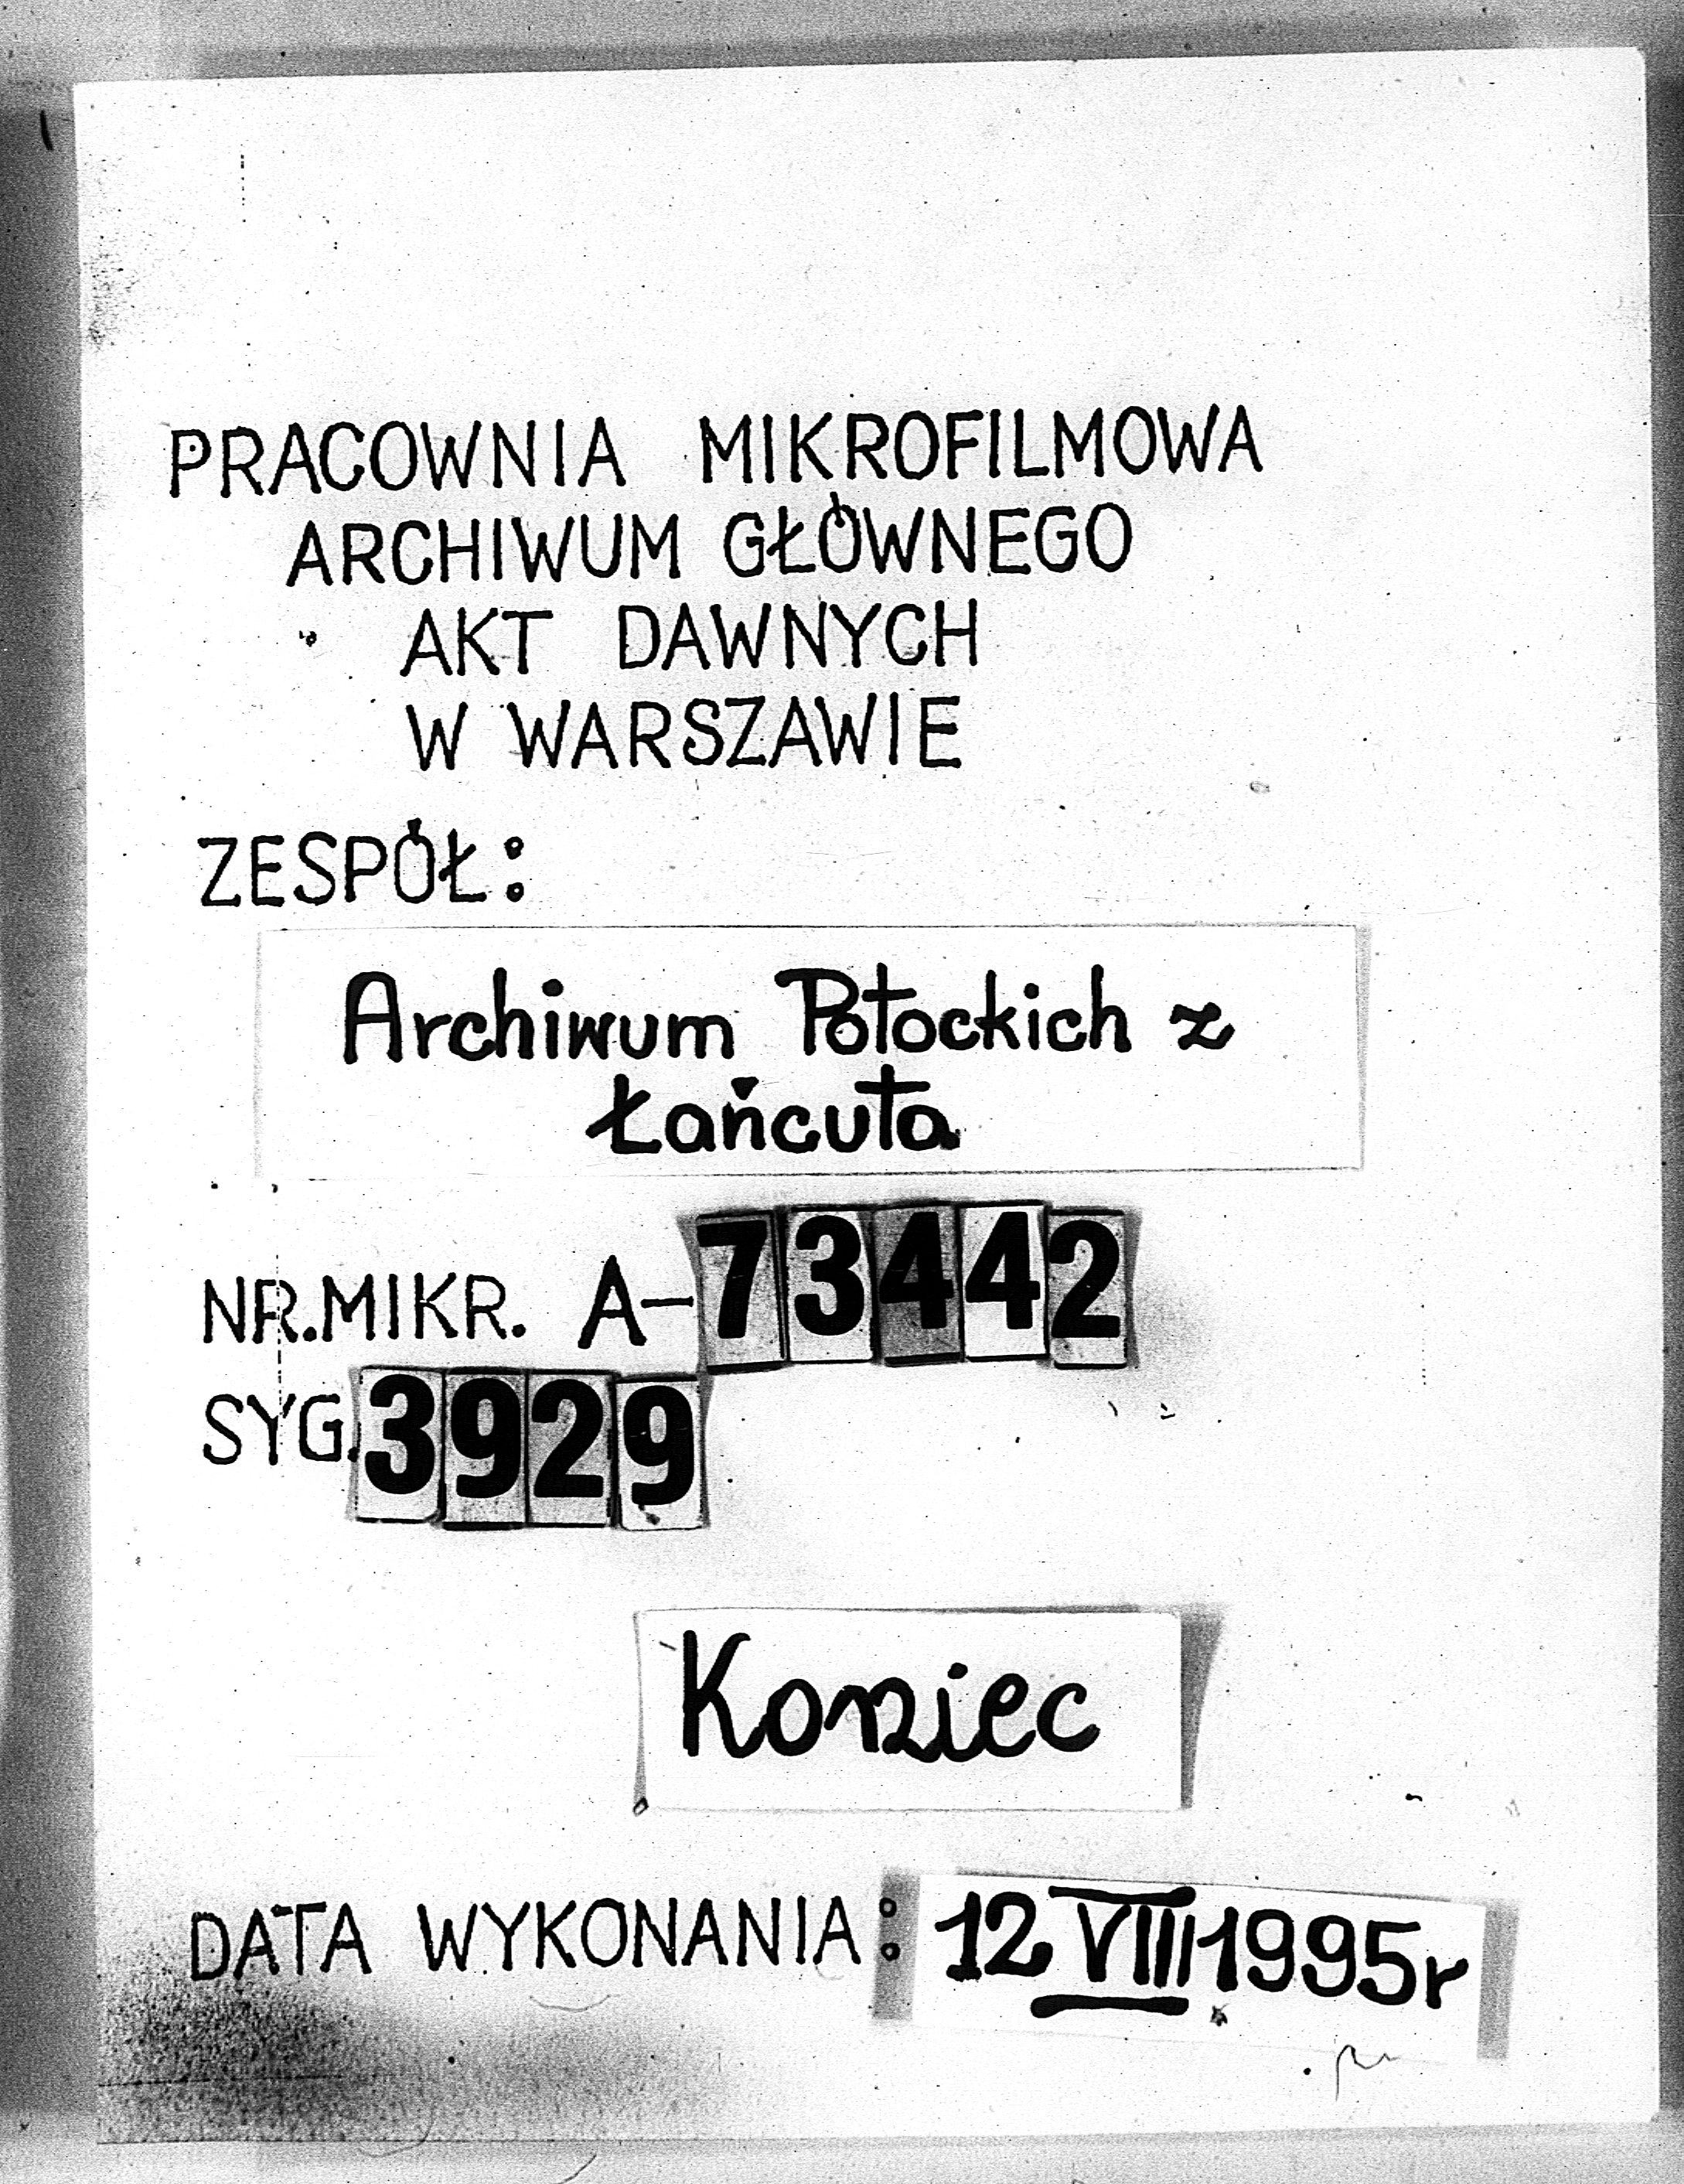 PRACOWNIA MIKROFILMOWA
ARCHIWUM GŁÓWNEGO
AKT DAWNYCH
W WARSZAWIE
ZESPÓŁ:
Archiwum Potockich z
Łańcuta
NR.MIKR. A-73442
SYG.3929
Koniec
DATA WYKONANIA: 12 VIII 1995r